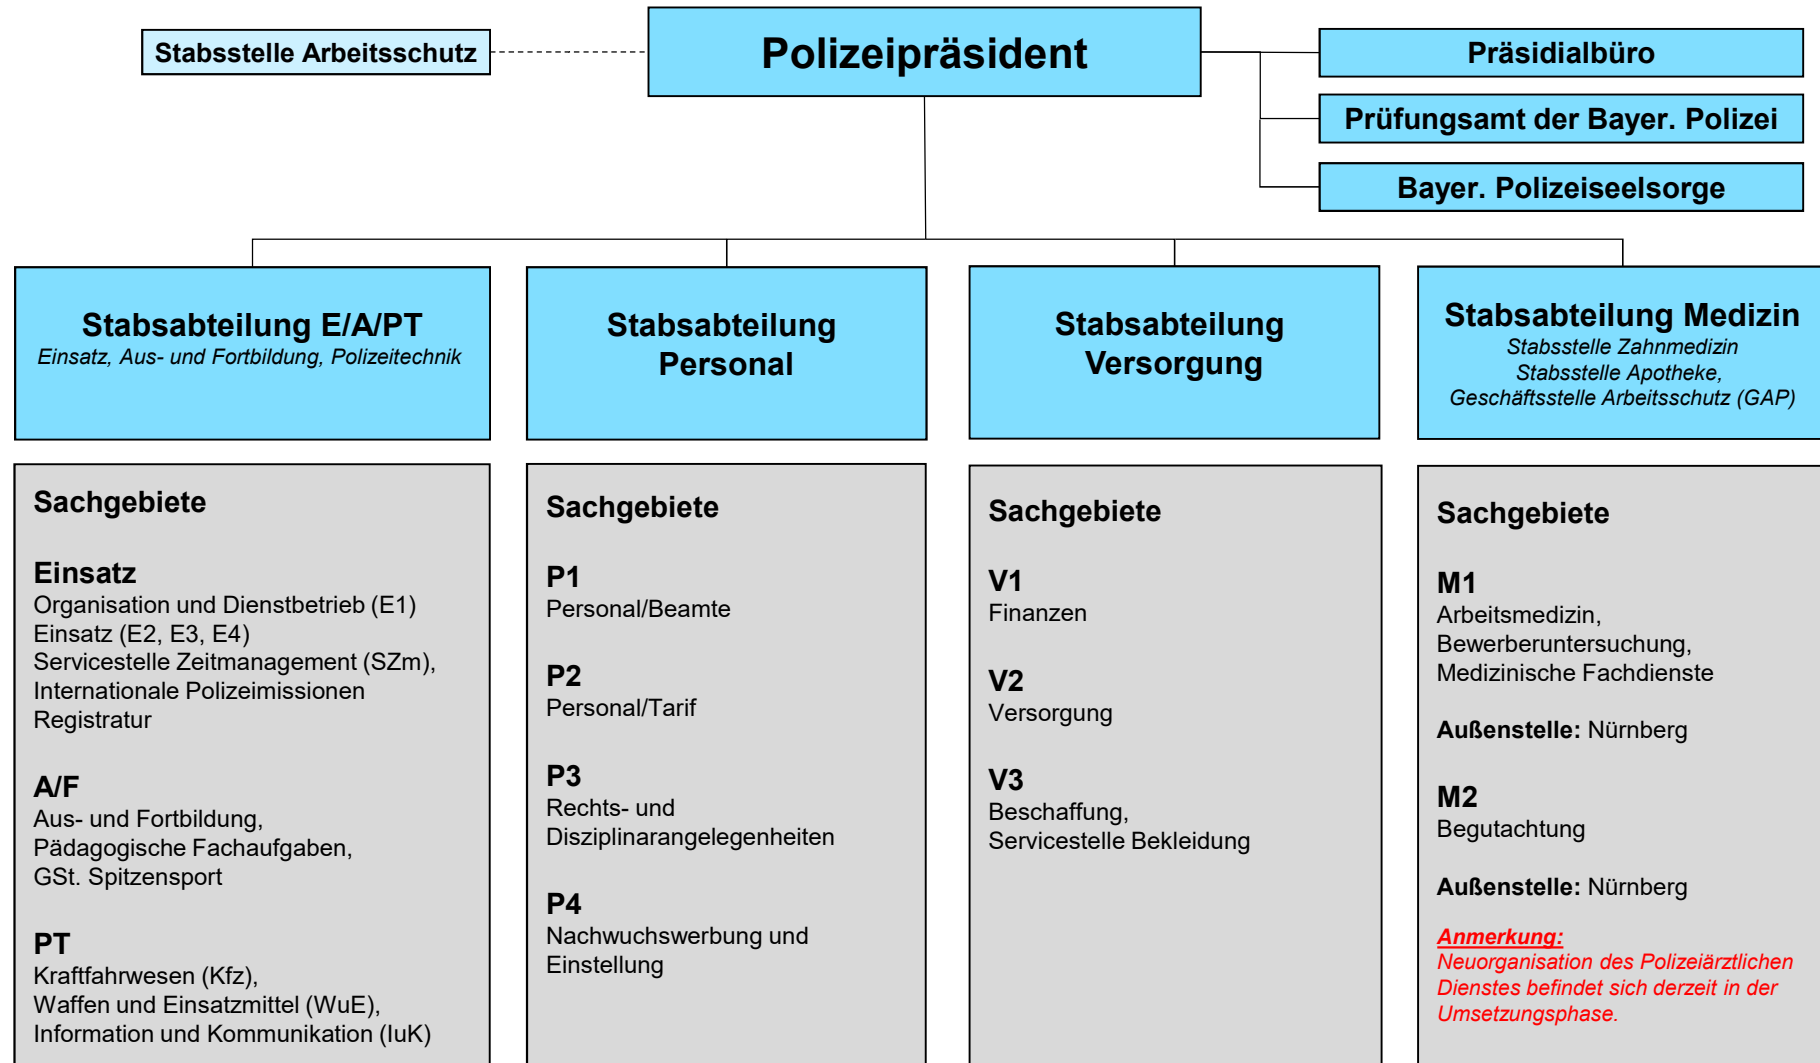 Stabsstelle Arbeitsschutz
Polizeipräsident
Präsidialbüro
Prüfungsamt der Bayer. Polizei
Bayer. Polizeiseelsorge
Stabsabteilung E/A/PT
Einsatz, Aus- und Fortbildung, Polizeitechnik
Stabsabteilung
Personal
Stabsabteilung
Versorgung
Stabsabteilung Medizin
Stabsstelle Zahnmedizin
Stabsstelle Apotheke,
Geschäftsstelle Arbeitsschutz (GAP)
Sachgebiete
Einsatz
Organisation und Dienstbetrieb (E1)
Einsatz (E2, E3, E4)
Servicestelle Zeitmanagement (SZm),
Internationale Polizeimissionen
Registratur
A/F
Aus- und Fortbildung,
Pädagogische Fachaufgaben,
GSt. Spitzensport
PT
Kraftfahrwesen (Kfz),
Waffen und Einsatzmittel (WuE),
Information und Kommunikation (IuK)
Sachgebiete
P1
Personal/Beamte
P2
Personal/Tarif
P3
Rechts- und
Disziplinarangelegenheiten
P4
Nachwuchswerbung und
Einstellung
Sachgebiete
V1
Finanzen
V2
Versorgung
V3
Beschaffung,
Servicestelle Bekleidung
Sachgebiete
M1
Arbeitsmedizin,
Bewerberuntersuchung,
Medizinische Fachdienste
Außenstelle: Nürnberg
M2
Begutachtung
Außenstelle: Nürnberg
Anmerkung:
Neuorganisation des Polizeiärztlichen
Dienstes befindet sich derzeit in der
Umsetzungsphase.